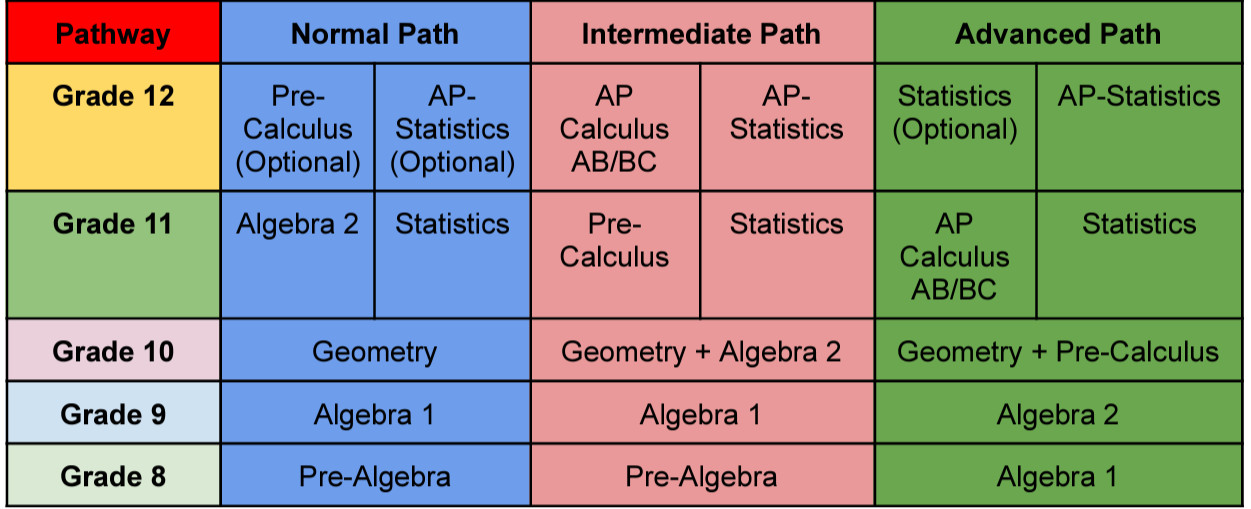 Pathway
Normal Path
Intermediate Path
Advanced Path
Grade 12
Pre-
Calculus
(Optional)
AP-
Statistics
(Optional)
AP
Calculus
AB/BC
AP-
Statistics
Statistics
(Optional)
AP-Statistics
Grade 11
Algebra 2
Statistics
Pre-
Calculus
Statistics
AP
Calculus
AB/BC
Statistics
Grade 10
Geometry
Geometry + Algebra 2
Geometry + Pre-Calculus
Grade 9
Algebra 1
Algebra 1
Algebra 2
Grade 8
Pre-Algebra
Pre-Algebra
Algebra 1